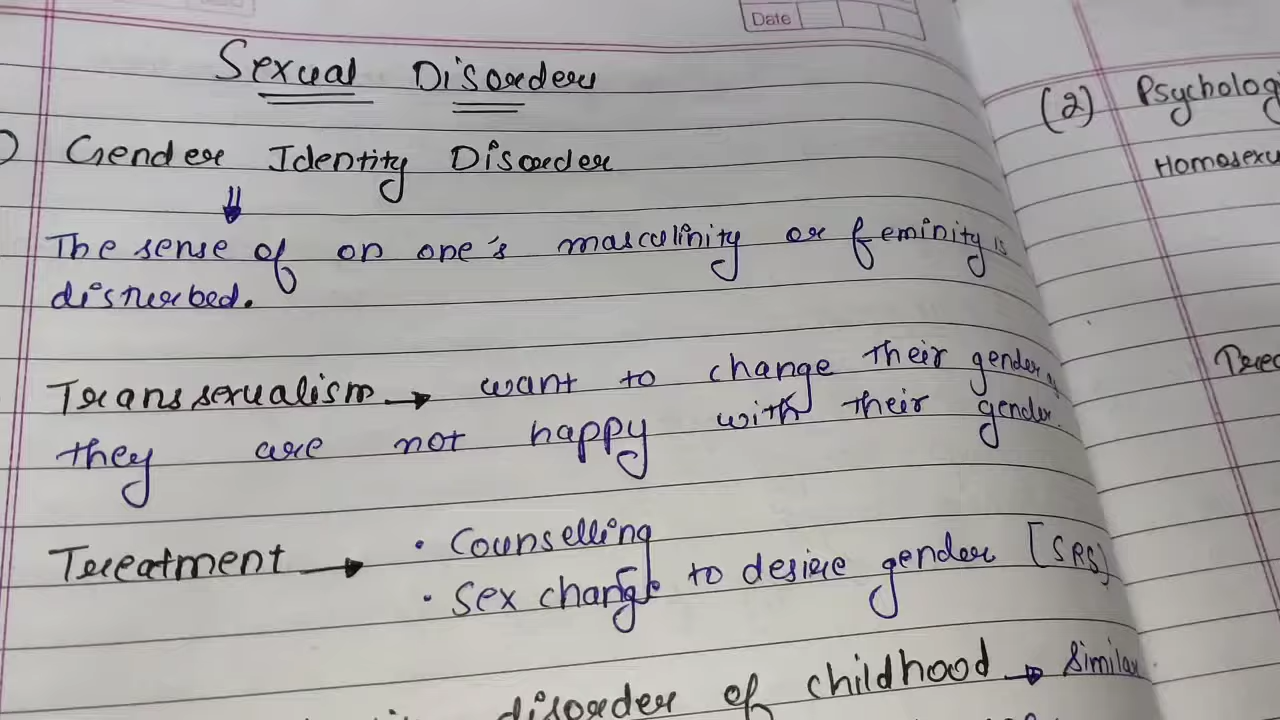 Date
Sexual Disorder
Gender Identity Disorder
The sense of on one's masculinity or feminity is
disturbed.
Transsexualism → want to change their gender
they are not happy with their gender.
Treatment → • Counselling
• Sex change to desire gender [SRS]
disorder of childhood → Similar
(2) Psycholog
Homosexu